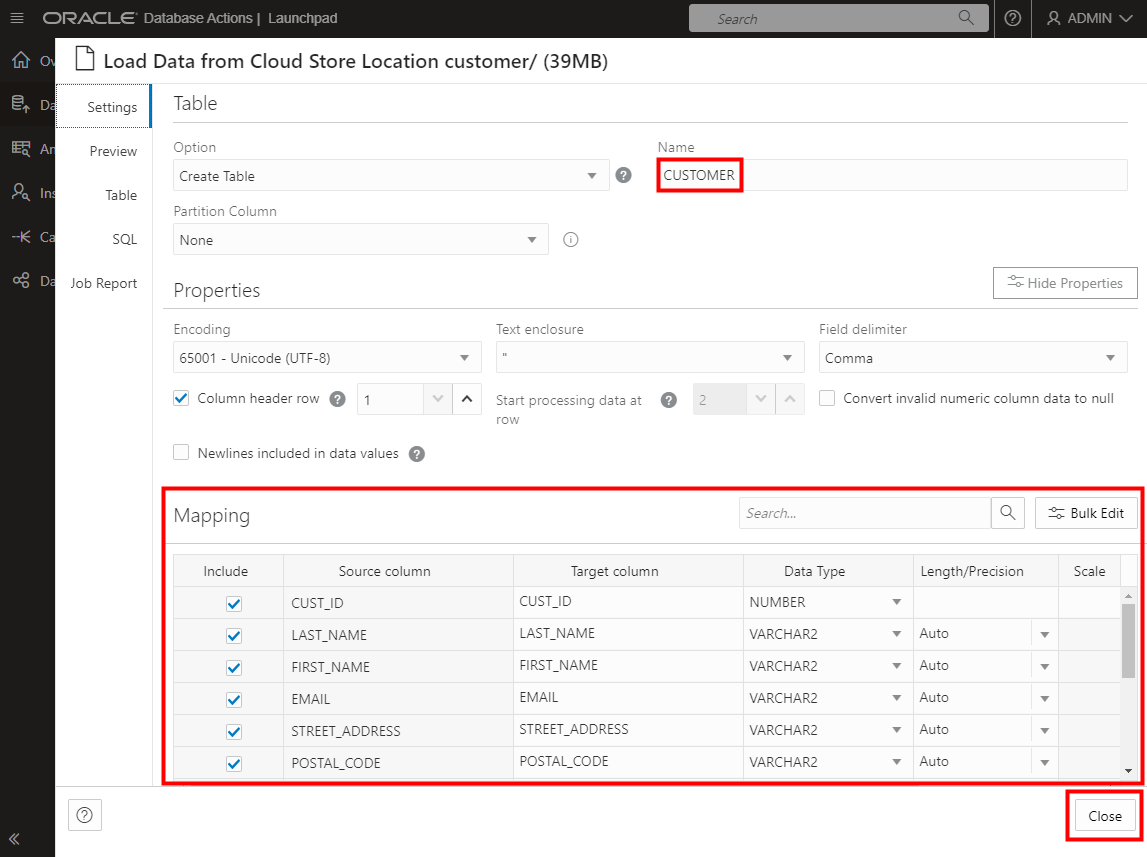 ORACLE Database Actions | Launchpad
Search
ADMIN
Ov
Da
An
Ins
Ca
Da
Load Data from Cloud Store Location customer/ (39MB)
Settings
Preview
Table
SQL
Job Report
Table
Option
Name
Create Table
CUSTOMER
Partition Column
None
Properties
Hide Properties
Encoding
Text enclosure
Field delimiter
65001 - Unicode (UTF-8)
"
Comma
Column header row
1
Start processing data at
row
2
Convert invalid numeric column data to null
Newlines included in data values
Mapping
Search...
Bulk Edit
Include Source column Target column Data Type Length/Precision Scale
CUST_ID CUST_ID NUMBER
LAST_NAME LAST_NAME VARCHAR2 Auto
FIRST_NAME FIRST_NAME VARCHAR2 Auto
EMAIL EMAIL VARCHAR2 Auto
STREET_ADDRESS STREET_ADDRESS VARCHAR2 Auto
POSTAL_CODE POSTAL_CODE VARCHAR2 Auto
Close